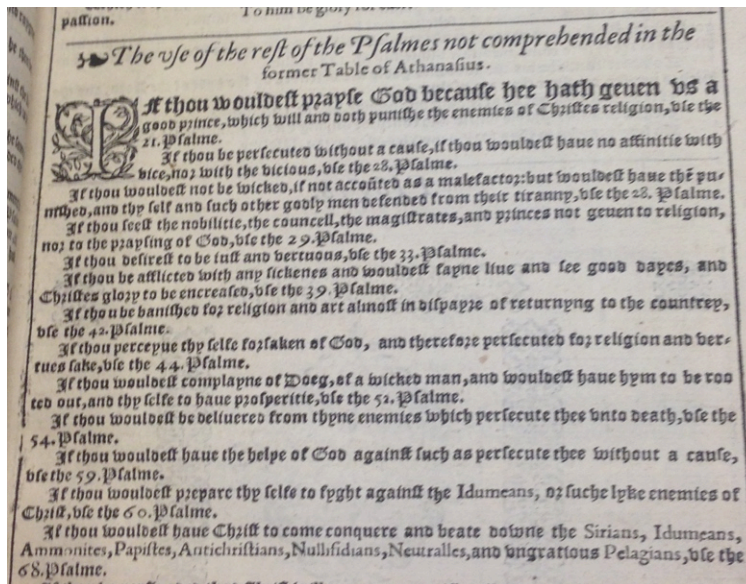 passion.
To him be glory for
❧ The vse of the rest of the Psalmes not comprehended in the
former Table of Athanasius.
If thou wouldest prayse God because hee hath geuen vs a
good prince, which will and doth punishe the enemies of Christes religion, vse the
21. Psalme.
If thou be persecuted without a cause, if thou wouldest haue no affinitie with
vice, nor with the vicious, vse the 28. Psalme.
If thou wouldest not be wicked, if not accoūted as a malefactor: but wouldest haue thē pu-
nished, and thy self and such other godly men defended from their tiranny, vse the 28. Psalme.
If thou seest the nobilitie, the councell, the magistrates, and princes not geuen to religion,
nor to the praysing of God, vse the 29. Psalme.
If thou desirest to be iust and vertuous, vse the 33. Psalme.
If thou be afflicted with any sickenes and wouldest fayne liue and see good dayes, and
Christes glory to be encreased, vse the 39. Psalme.
If thou be banished for religion and art almost in dispayre of returnyng to the countrey,
vse the 42. Psalme.
If thou perceyue thy selfe forsaken of God, and therefore persecuted for religion and ver-
tues sake, vse the 44. Psalme.
If thou wouldest complayne of Doeg, of a wicked man, and wouldest haue hym to be roo
ted out, and thy selfe to haue prosperitie, vse the 52. Psalme.
If thou wouldest be deliuered from thyne enemies which persecute thee vnto death, vse the
54. Psalme.
If thou wouldest haue the helpe of God against such as persecute thee without a cause,
vse the 59. Psalme.
If thou wouldest prepare thy selfe to fyght against the Idumeans, or suche lyke enemies of
Christ, vse the 60. Psalme.
If thou wouldest haue Christ to come conquere and beate downe the Sirians, Idumeans,
Ammonites, Papistes, Antichristians, Nullifidians, Neutralles, and vngratious Pelagians, vse the
68. Psalme.